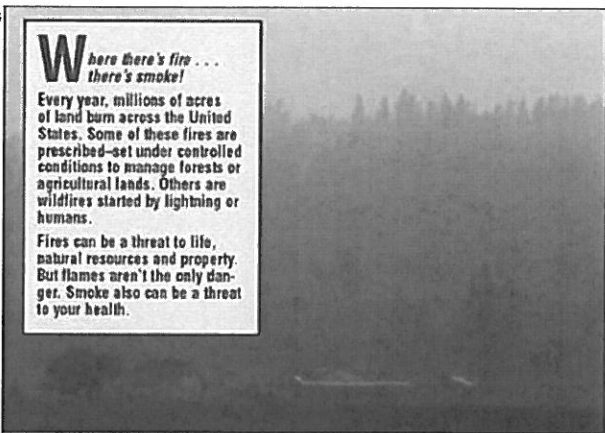 Where there's fire . . .
there's smoke!
Every year, millions of acres
of land burn across the United
States. Some of these fires are
prescribed–set under controlled
conditions to manage forests or
agricultural lands. Others are
wildfires started by lightning or
humans.
Fires can be a threat to life,
natural resources and property.
But flames aren't the only dan-
ger. Smoke also can be a threat
to your health.